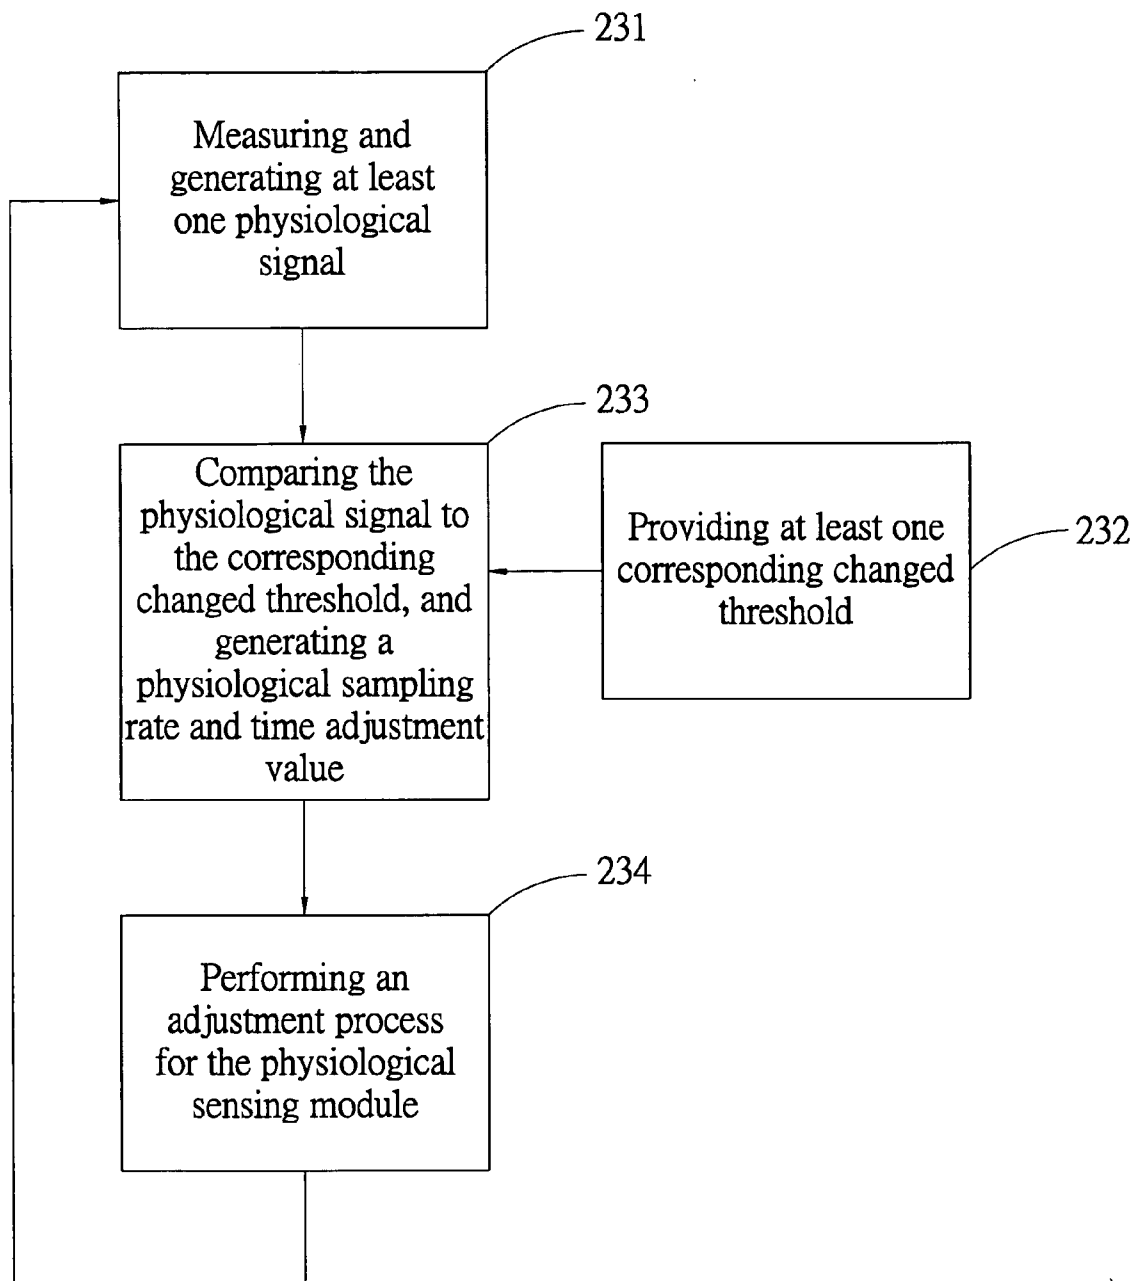 231
Measuring and
generating at least
one physiological
signal
233
Comparing the
physiological signal to
the corresponding
changed threshold, and
generating a
physiological sampling
rate and time adjustment
value
Providing at least one
corresponding changed
threshold
232
234
Performing an
adjustment process
for the physiological
sensing module